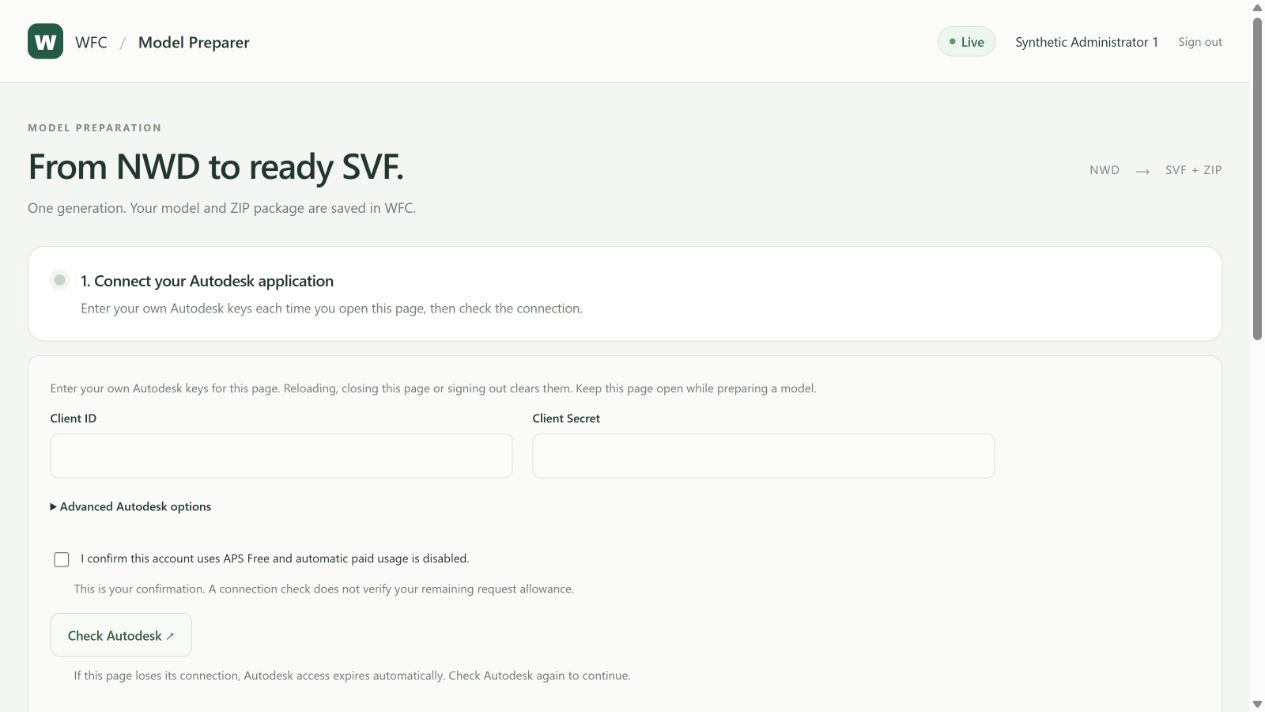 W WFC / Model Preparer
Live Synthetic Administrator 1 Sign out
MODEL PREPARATION
From NWD to ready SVF.
NWD → SVF + ZIP
One generation. Your model and ZIP package are saved in WFC.
1. Connect your Autodesk application
Enter your own Autodesk keys each time you open this page, then check the connection.
Enter your own Autodesk keys for this page. Reloading, closing this page or signing out clears them. Keep this page open while preparing a model.
Client ID Client Secret
Advanced Autodesk options
I confirm this account uses APS Free and automatic paid usage is disabled.
This is your confirmation. A connection check does not verify your remaining request allowance.
Check Autodesk ↗
If this page loses its connection, Autodesk access expires automatically. Check Autodesk again to continue.